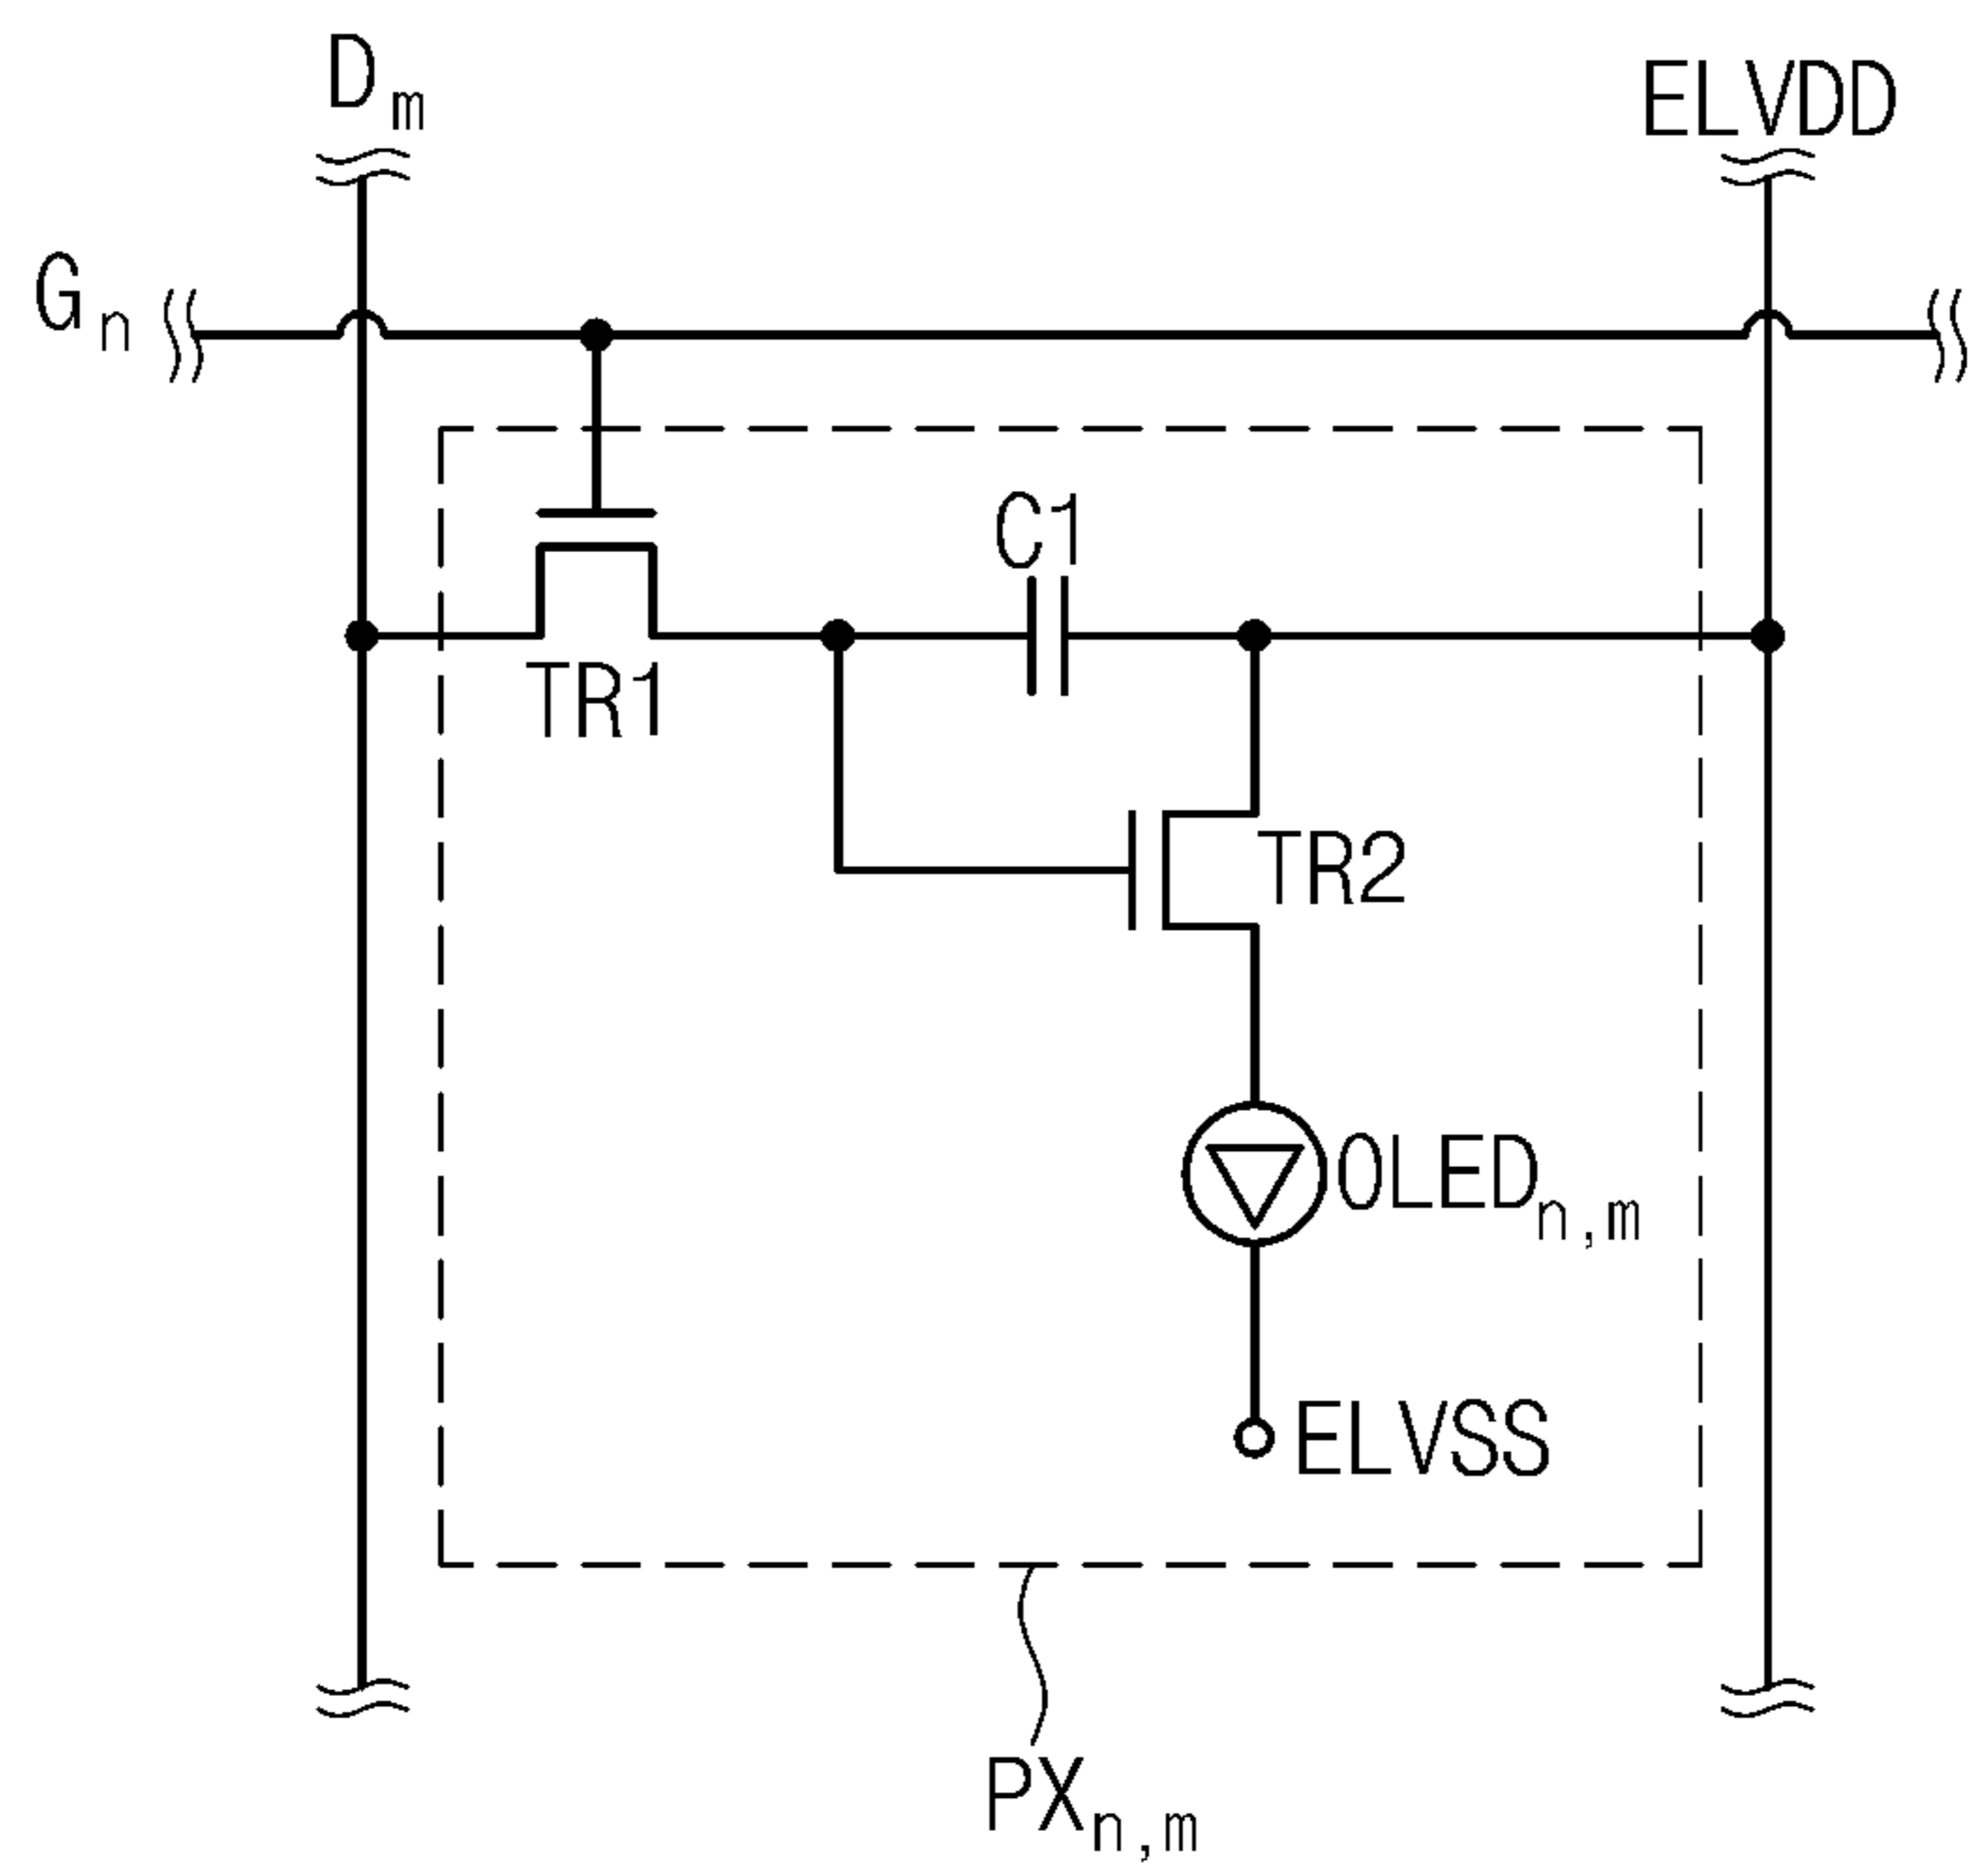 Dm
ELVDD
Gn
C1
TR1
TR2
OLEDn,m
ELVSS
PXn,m